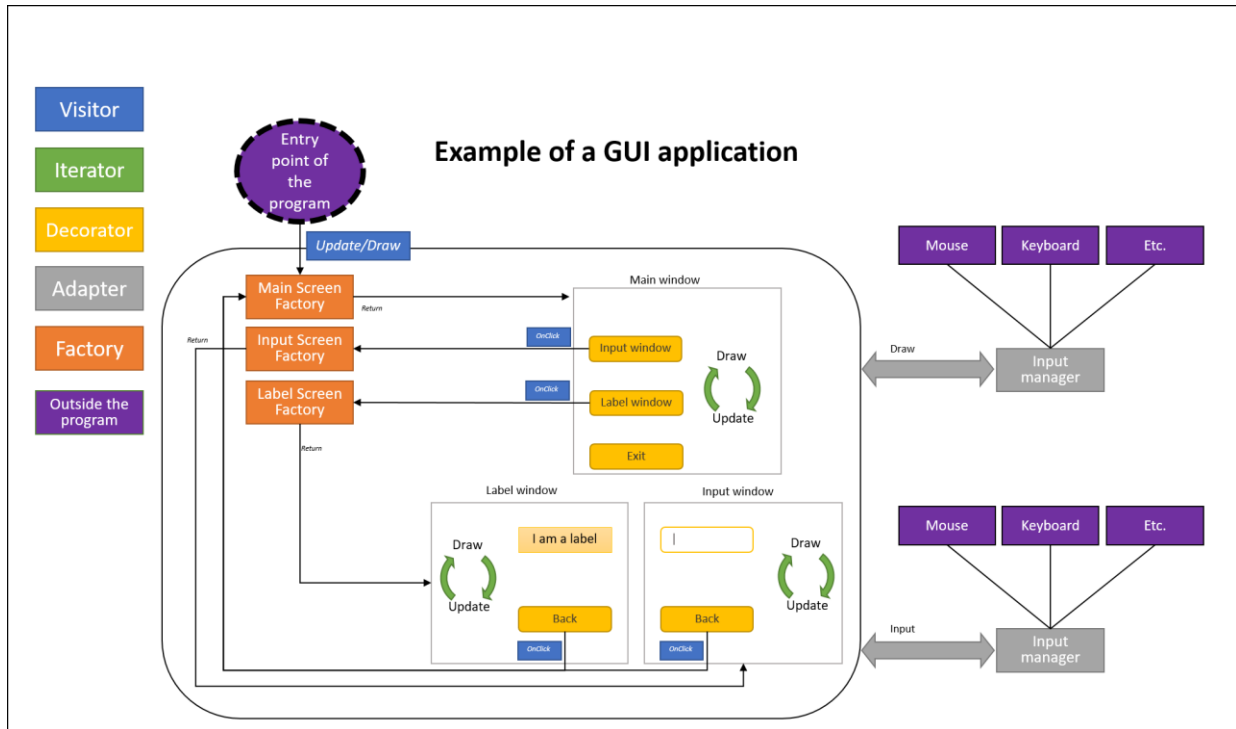 Visitor
Iterator
Decorator
Adapter
Factory
Outside the
program
Entry
point of
the
program
Example of a GUI application
Update/Draw
Main Screen
Factory
Return
Input Screen
Factory
Return
Label Screen
Factory
Return
Main window
OnClick
Input window
OnClick
Label window
Exit
Draw
Update
Label window
Draw
Update
I am a label
Back
OnClick
Input window
|
Draw
Update
Back
OnClick
Mouse
Keyboard
Etc.
Draw
Input
manager
Mouse
Keyboard
Etc.
Input
Input
manager